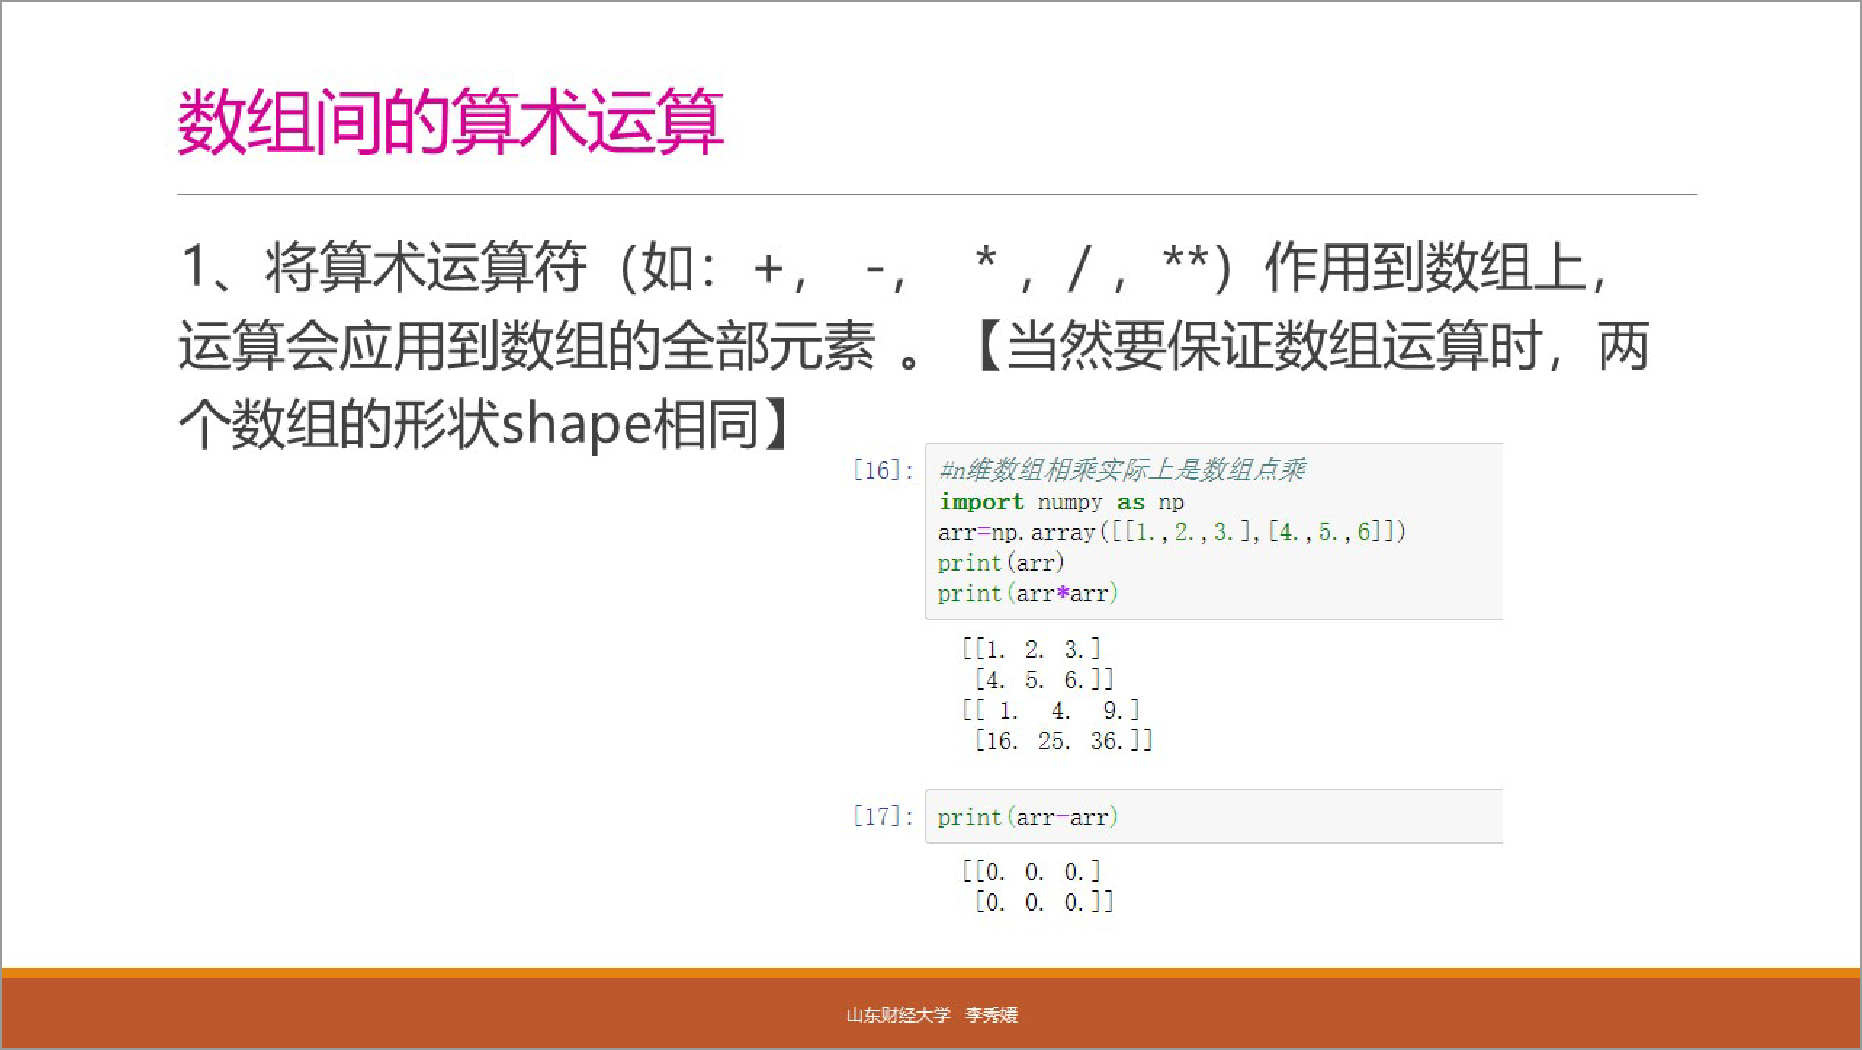 数组间的算术运算
1、将算术运算符（如：+， -， * ，/ ，**）作用到数组上，
运算会应用到数组的全部元素 。【当然要保证数组运算时，两
个数组的形状shape相同】
[16]: #n维数组相乘实际上是数组点乘
import numpy as np
arr=np.array([[1.,2.,3.],[4.,5.,6]])
print(arr)
print(arr*arr)
[[1. 2. 3.]
 [4. 5. 6.]]
[[ 1.  4.  9.]
 [16. 25. 36.]]
[17]: print(arr-arr)
[[0. 0. 0.]
 [0. 0. 0.]]
山东财经大学 李秀媛